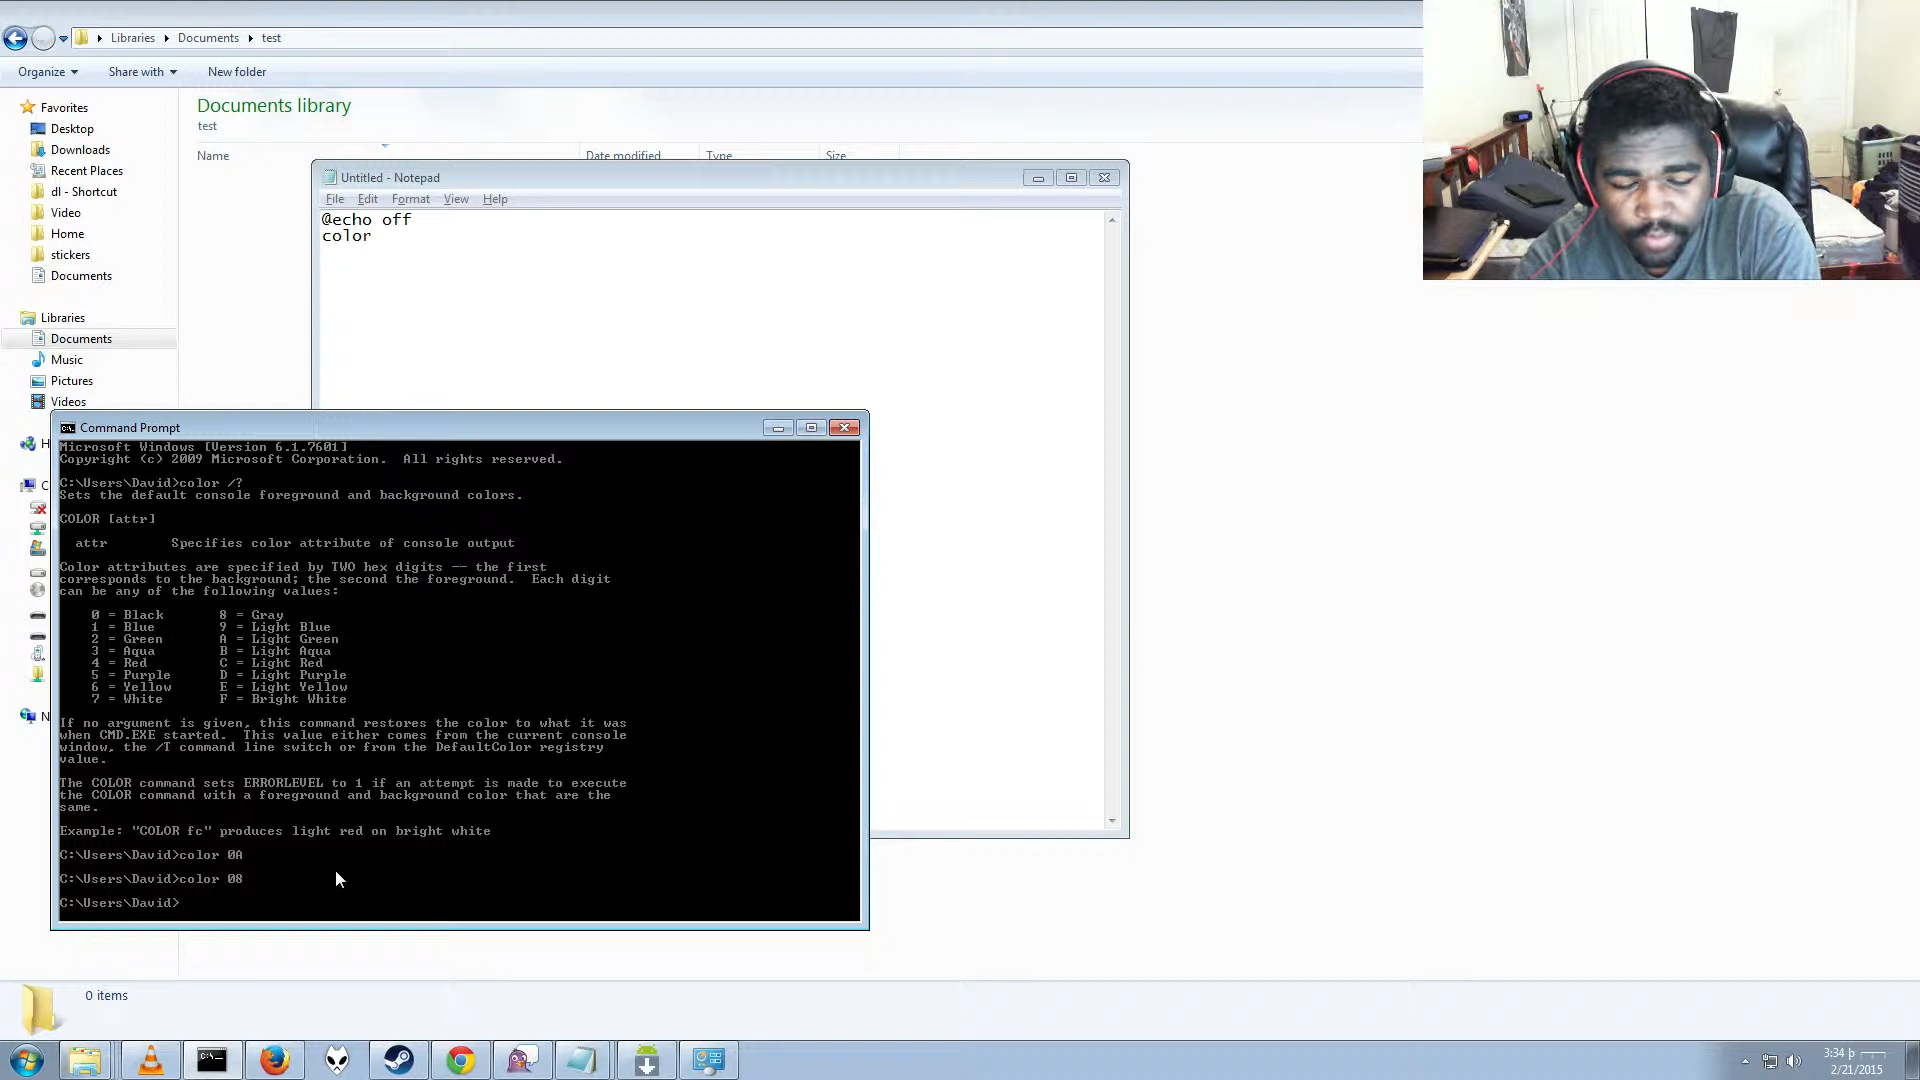 Libraries Documents test
Organize Share with New folder
Favorites
Desktop
Downloads
Recent Places
dl - Shortcut
Video
Home
stickers
Documents
Libraries
Documents
Music
Pictures
Videos
H
C
N
Documents library
test
Name Date modified Type Size
Untitled - Notepad
File Edit Format View Help
@echo off
color
Command Prompt
Microsoft Windows [Version 6.1.7601]
Copyright (c) 2009 Microsoft Corporation. All rights reserved.
C:\Users\David>color /?
Sets the default console foreground and background colors.
COLOR [attr]
attr Specifies color attribute of console output
Color attributes are specified by TWO hex digits -- the first
corresponds to the background; the second the foreground. Each digit
can be any of the following values:
0 = Black 8 = Gray
1 = Blue 9 = Light Blue
2 = Green A = Light Green
3 = Aqua B = Light Aqua
4 = Red C = Light Red
5 = Purple D = Light Purple
6 = Yellow E = Light Yellow
7 = White F = Bright White
If no argument is given, this command restores the color to what it was
when CMD.EXE started. This value either comes from the current console
window, the /T command line switch or from the DefaultColor registry
value.
The COLOR command sets ERRORLEVEL to 1 if an attempt is made to execute
the COLOR command with a foreground and background color that are the
same.
Example: "COLOR fc" produces light red on bright white
C:\Users\David>color 0A
C:\Users\David>color 08
C:\Users\David>
0 items
3:34
2/21/2015